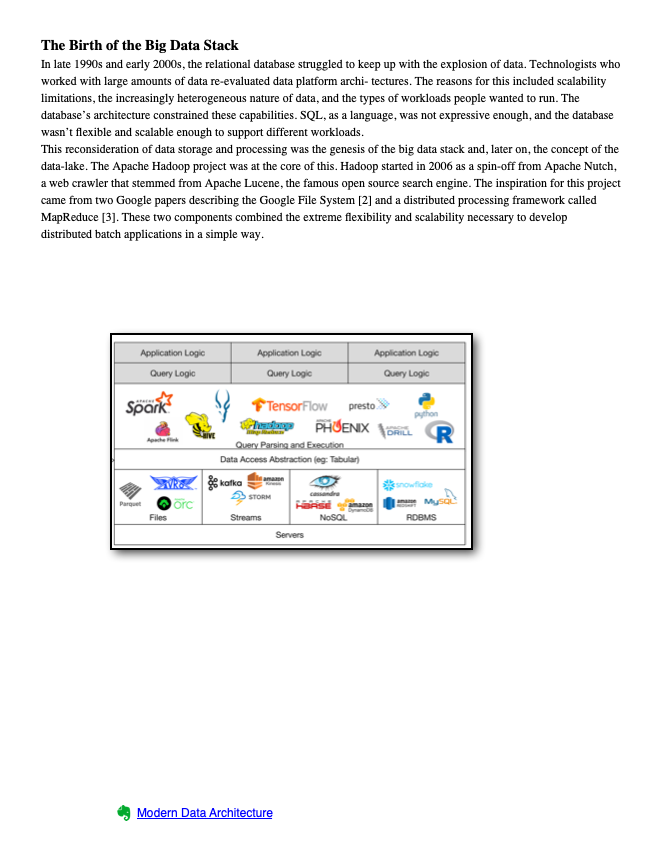 The Birth of the Big Data Stack
In late 1990s and early 2000s, the relational database struggled to keep up with the explosion of data. Technologists who
worked with large amounts of data re-evaluated data platform archi- tectures. The reasons for this included scalability
limitations, the increasingly heterogeneous nature of data, and the types of workloads people wanted to run. The
database’s architecture constrained these capabilities. SQL, as a language, was not expressive enough, and the database
wasn’t flexible and scalable enough to support different workloads.
This reconsideration of data storage and processing was the genesis of the big data stack and, later on, the concept of the
data-lake. The Apache Hadoop project was at the core of this. Hadoop started in 2006 as a spin-off from Apache Nutch,
a web crawler that stemmed from Apache Lucene, the famous open source search engine. The inspiration for this project
came from two Google papers describing the Google File System [2] and a distributed processing framework called
MapReduce [3]. These two components combined the extreme flexibility and scalability necessary to develop
distributed batch applications in a simple way.
Application Logic Application Logic Application Logic
Query Logic Query Logic Query Logic
APACHE Spark TensorFlow presto python
Apache Flink HIVE hadoop APACHE PHOENIX APACHE DRILL R
Query Parsing and Execution
Data Access Abstraction (eg: Tabular)
Parquet AVRO kafka amazon Kinesis cassandra snowflake
orc STORM APACHE HBASE amazon DynamoDB amazon REDSHIFT MySQL
Files Streams NoSQL RDBMS
Servers
Modern Data Architecture